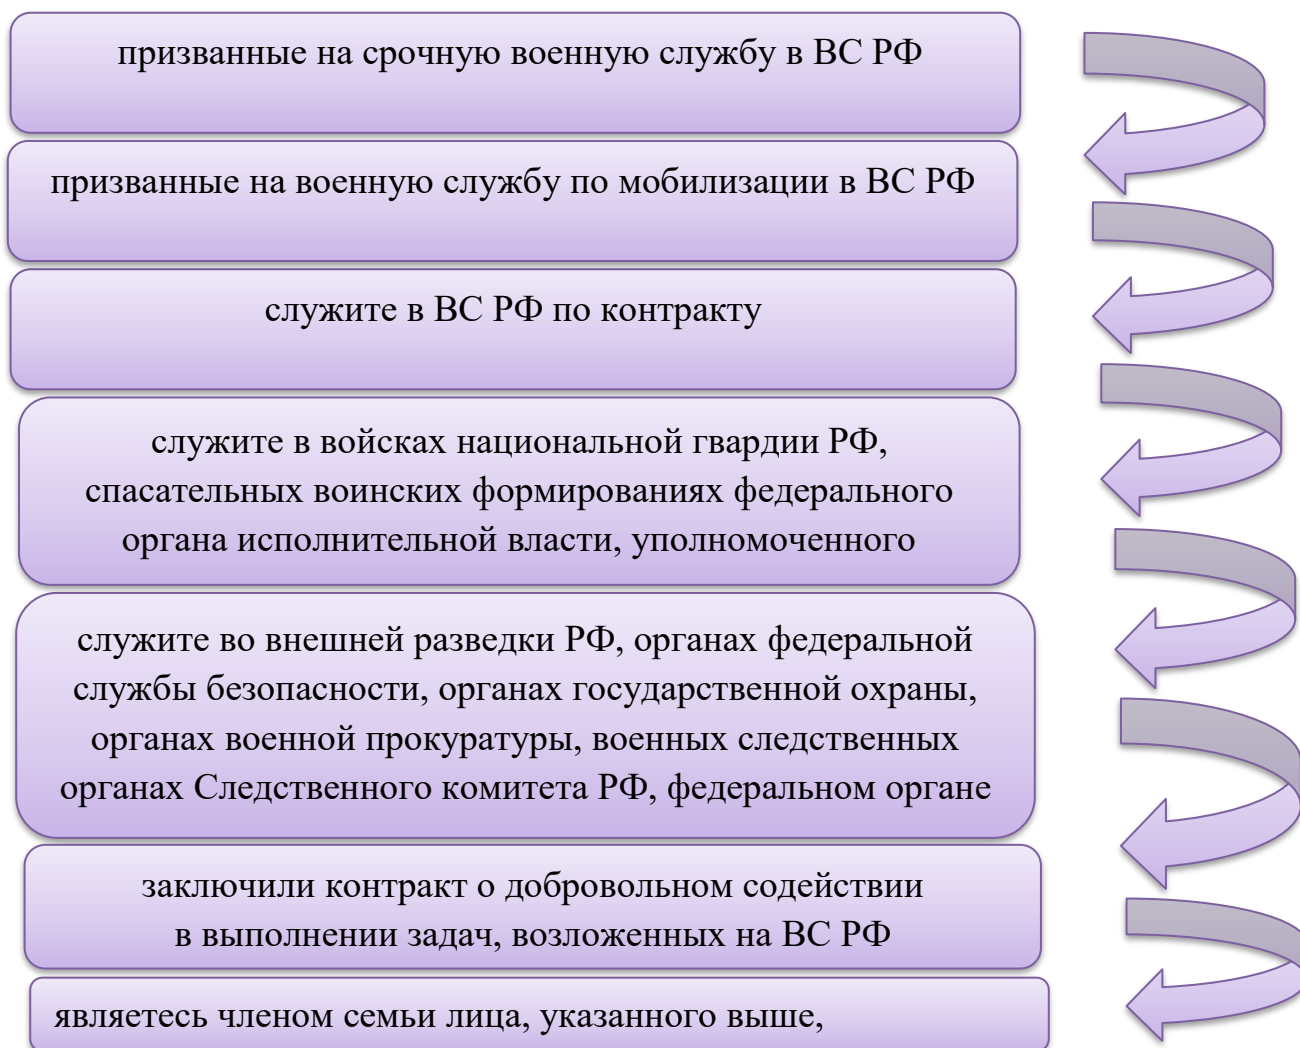 призванные на срочную военную службу в ВС РФ
призванные на военную службу по мобилизации в ВС РФ
служите в ВС РФ по контракту
служите в войсках национальной гвардии РФ,
спасательных воинских формированиях федерального
органа исполнительной власти, уполномоченного
служите во внешней разведки РФ, органах федеральной
службы безопасности, органах государственной охраны,
органах военной прокуратуры, военных следственных
органах Следственного комитета РФ, федеральном органе
заключили контракт о добровольном содействии
в выполнении задач, возложенных на ВС РФ
являетесь членом семьи лица, указанного выше,